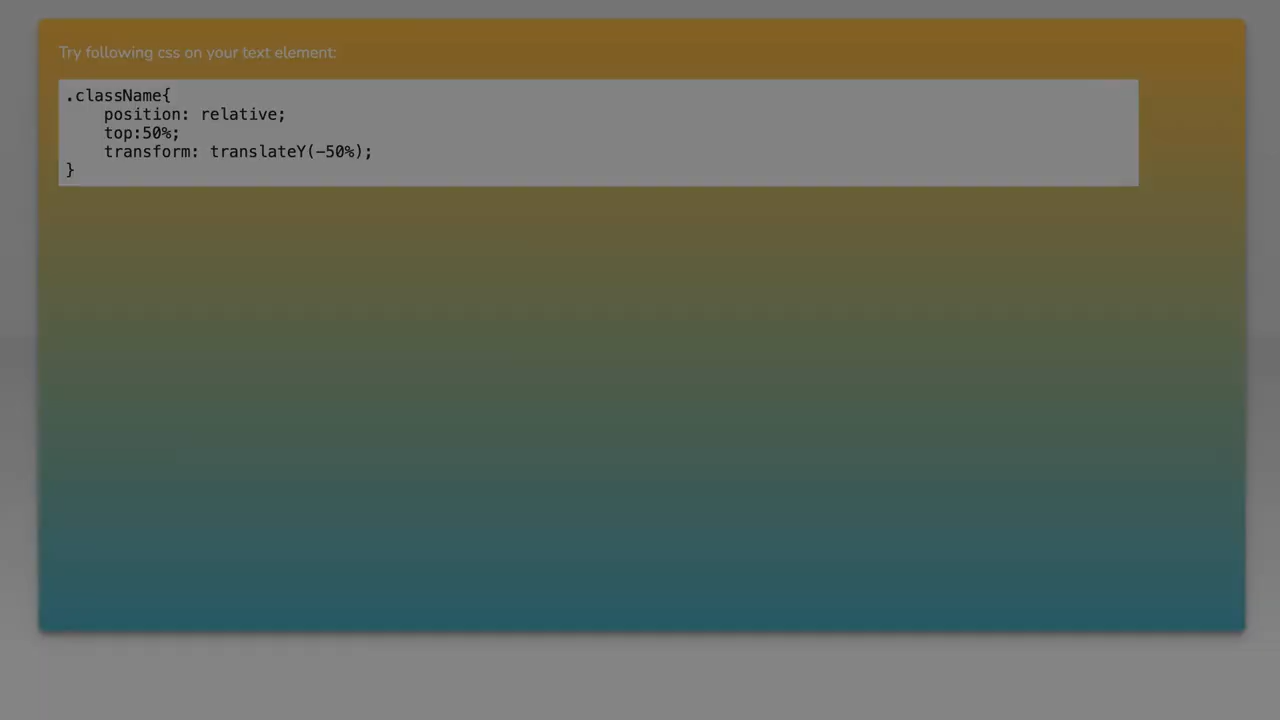 Try following css on your text element:
.className{
    position: relative;
    top:50%;
    transform: translateY(-50%);
}